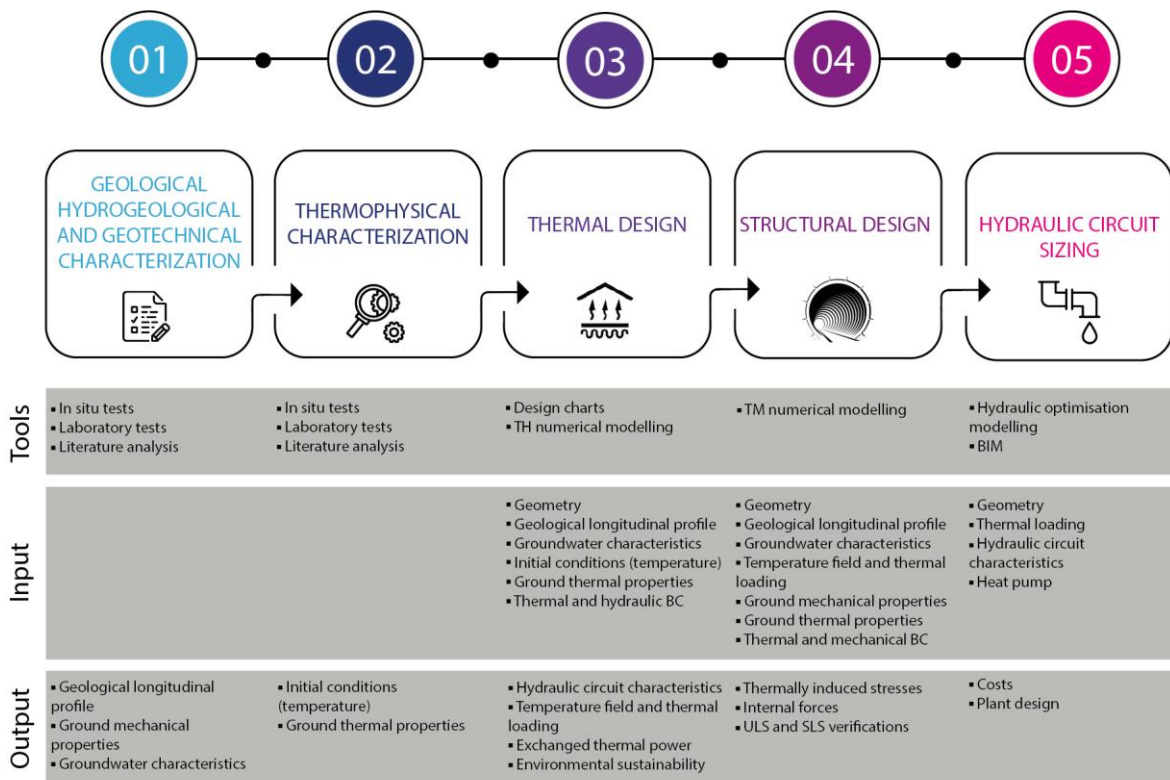 01
02
03
04
05
GEOLOGICAL
HYDROGEOLOGICAL
AND GEOTECHNICAL
CHARACTERIZATION
THERMOPHYSICAL
CHARACTERIZATION
THERMAL DESIGN
STRUCTURAL DESIGN
HYDRAULIC CIRCUIT
SIZING
Tools
▪ In situ tests
▪ Laboratory tests
▪ Literature analysis
▪ In situ tests
▪ Laboratory tests
▪ Literature analysis
▪ Design charts
▪ TH numerical modelling
▪ TM numerical modelling
▪ Hydraulic optimisation
modelling
▪ BIM
Input
▪ Geometry
▪ Geological longitudinal profile
▪ Groundwater characteristics
▪ Initial conditions (temperature)
▪ Ground thermal properties
▪ Thermal and hydraulic BC
▪ Geometry
▪ Geological longitudinal profile
▪ Groundwater characteristics
▪ Temperature field and thermal
loading
▪ Ground mechanical properties
▪ Ground thermal properties
▪ Thermal and mechanical BC
▪ Geometry
▪ Thermal loading
▪ Hydraulic circuit
characteristics
▪ Heat pump
Output
▪ Geological longitudinal
profile
▪ Ground mechanical
properties
▪ Groundwater characteristics
▪ Initial conditions
(temperature)
▪ Ground thermal properties
▪ Hydraulic circuit characteristics
▪ Temperature field and thermal
loading
▪ Exchanged thermal power
▪ Environmental sustainability
▪ Thermally induced stresses
▪ Internal forces
▪ ULS and SLS verifications
▪ Costs
▪ Plant design